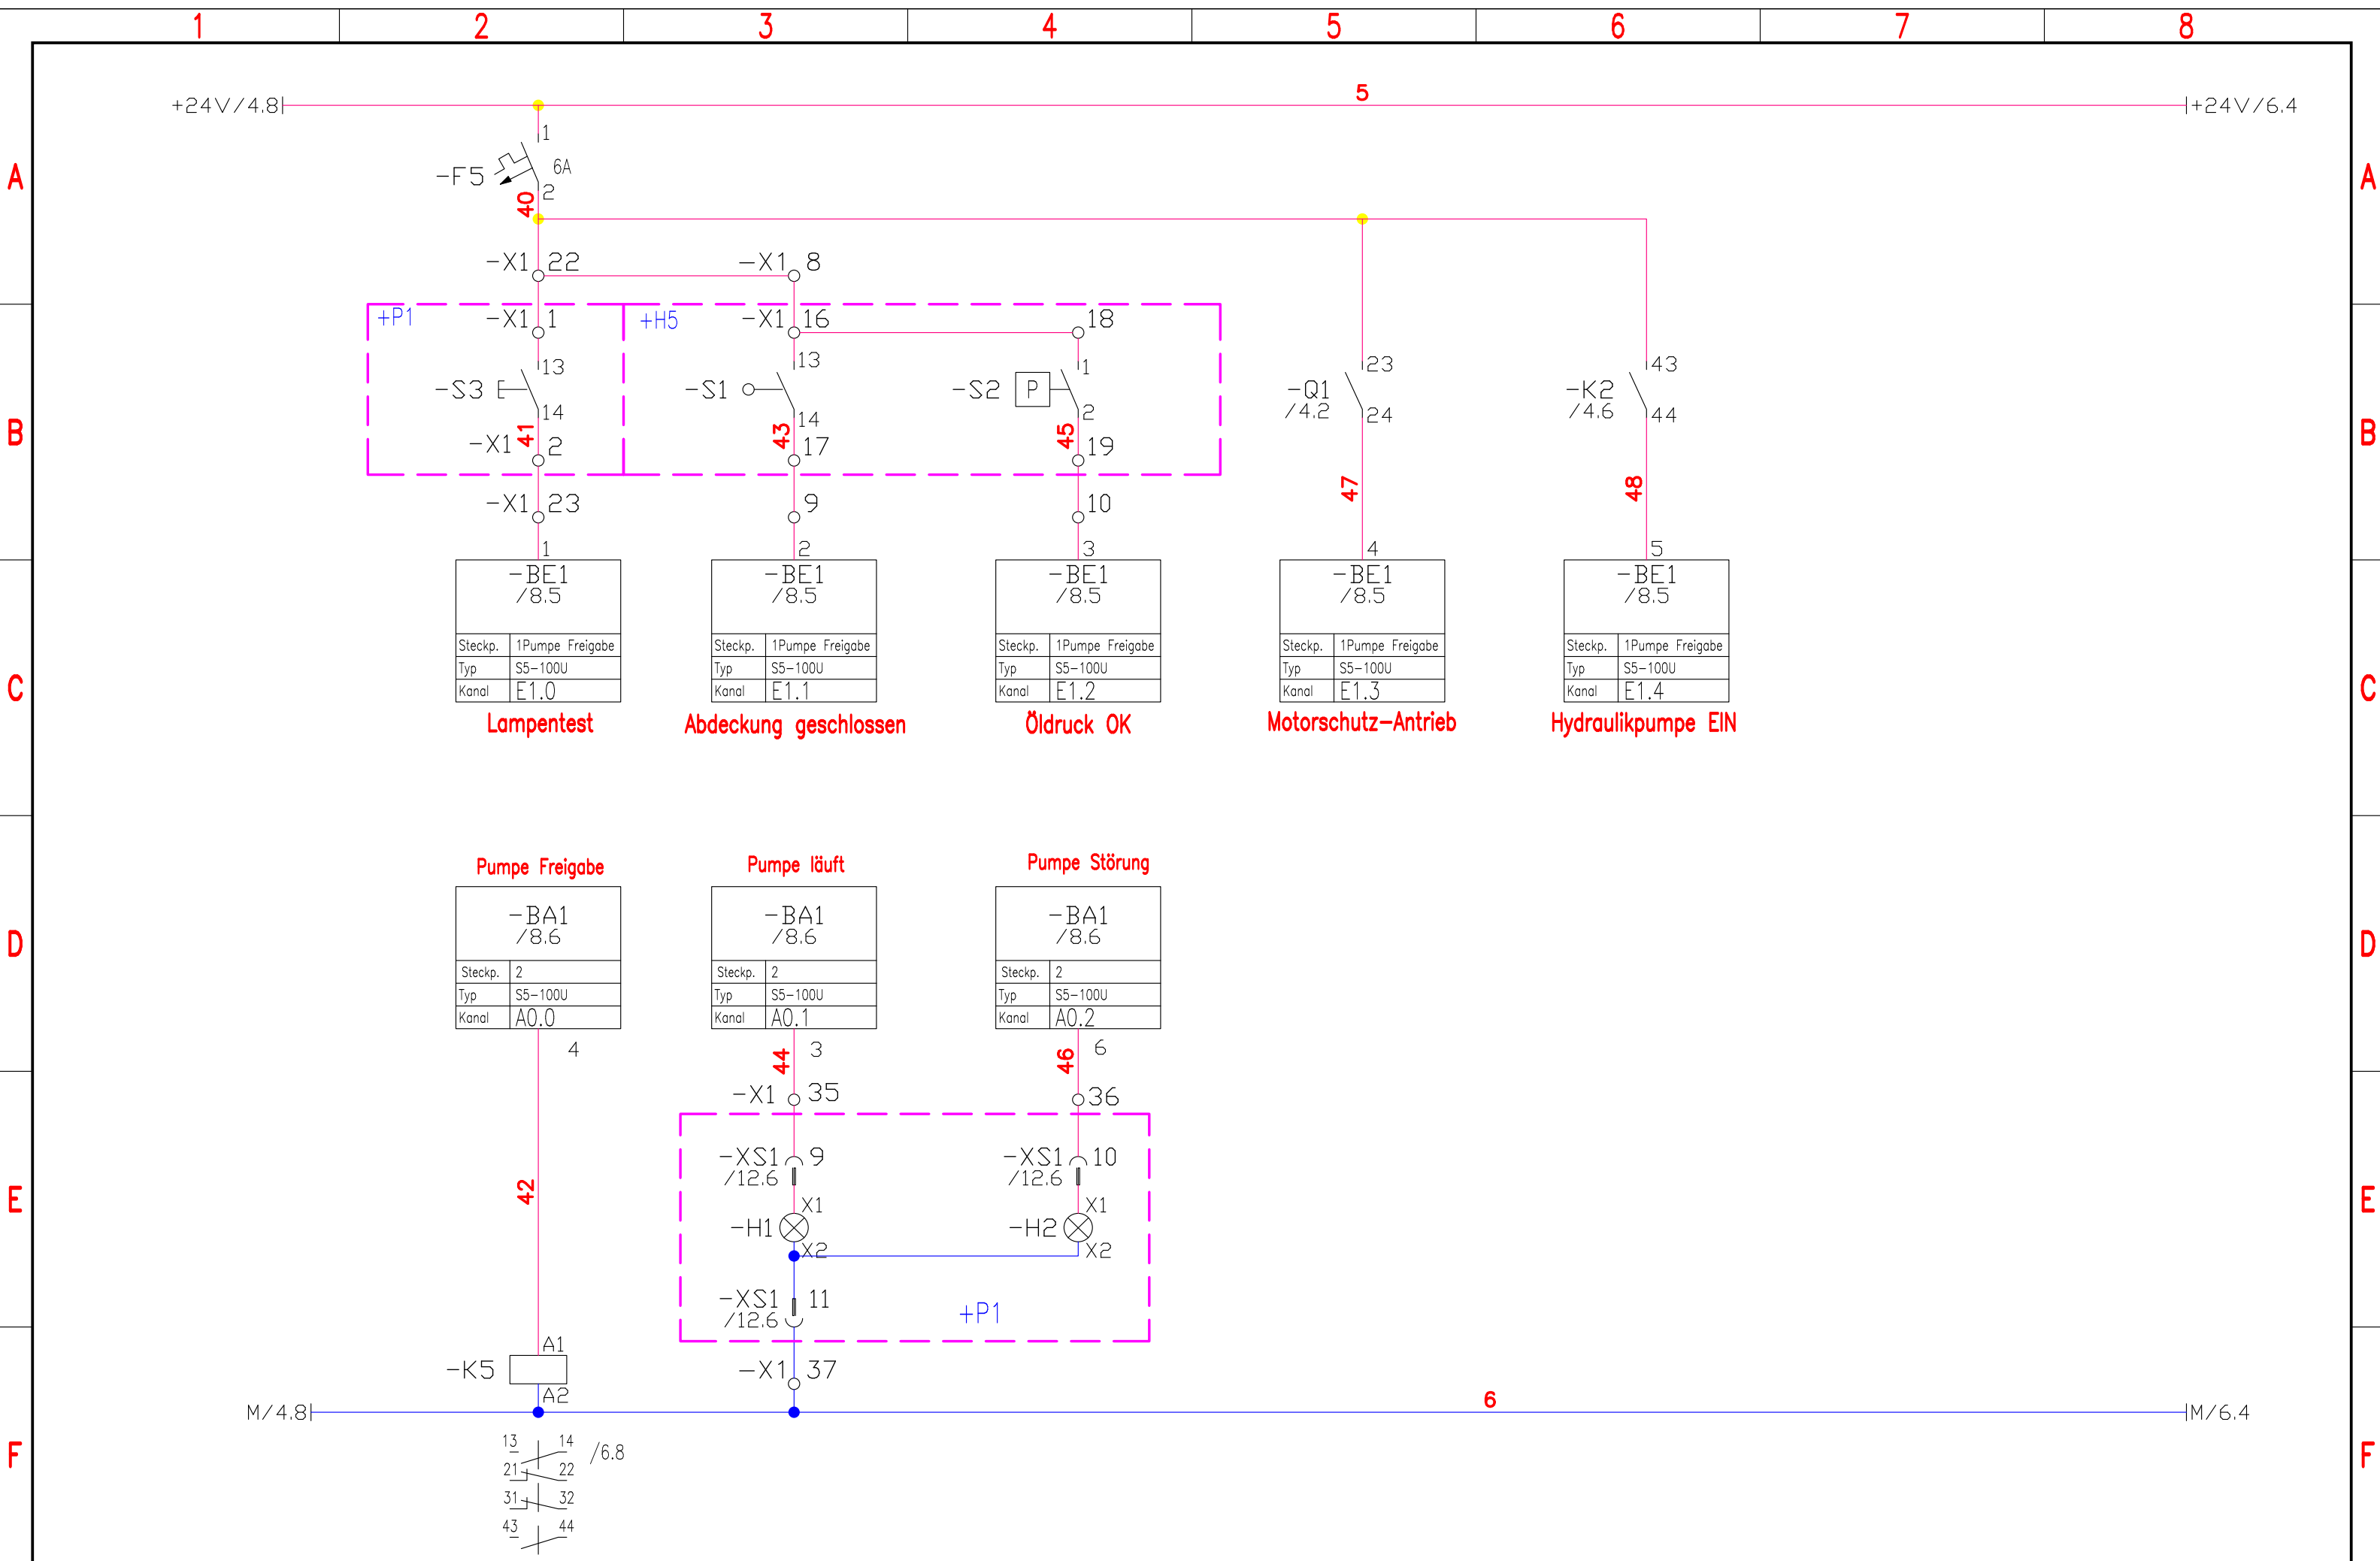 1 2 3 4 5 6 7 8
+24V/4.8 5 +24V/6.4
1
A -F5 6A A
2
40
-X1 22 -X1 8
+P1 -X1 1 +H5 -X1 16 18
13 13 1 23 43
-S3 -S1 -S2 P -Q1 -K2
/4.2 /4.6
14 14 2 24 44
B 41 43 45 B
-X1 2 17 19
47 48
-X1 23 9 10
1 2 3 4 5
-BE1 -BE1 -BE1 -BE1 -BE1
/8.5 /8.5 /8.5 /8.5 /8.5
Steckp. 1Pumpe Freigabe Steckp. 1Pumpe Freigabe Steckp. 1Pumpe Freigabe Steckp. 1Pumpe Freigabe Steckp. 1Pumpe Freigabe
Typ S5-100U Typ S5-100U Typ S5-100U Typ S5-100U Typ S5-100U
C Kanal E1.0 Kanal E1.1 Kanal E1.2 Kanal E1.3 Kanal E1.4 C
Lampentest Abdeckung geschlossen Öldruck OK Motorschutz-Antrieb Hydraulikpumpe EIN
Pumpe Freigabe Pumpe läuft Pumpe Störung
-BA1 -BA1 -BA1
/8.6 /8.6 /8.6
D D
Steckp. 2 Steckp. 2 Steckp. 2
Typ S5-100U Typ S5-100U Typ S5-100U
Kanal A0.0 Kanal A0.1 Kanal A0.2
4 44 3 46 6
-X1 35 36
-XS1 9 -XS1 10
/12.6 /12.6
E 42 E
X1 X1
-H1 -H2
X2 X2
-XS1 11 +P1
/12.6
A1
-K5 -X1 37
A2
M/4.8 6 M/6.4
13 14 /6.8
F F
21 22
31 32
43 44